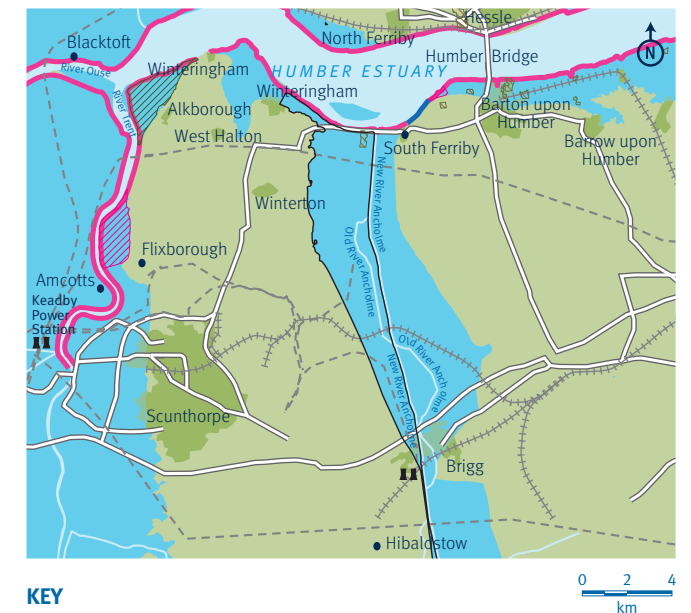 Hessle
Blacktoft
North Ferriby
Humber Bridge
River Ouse
Winteringham
HUMBER ESTUARY
Winteringham
River Trent
Alkborough
Barton upon
Humber
West Halton
South Ferriby
Barrow upon
Humber
New River Ancholme
Winterton
Old River Ancholme
Flixborough
Amcotts
Keadby
Power
Station
Old River Ancholme
New River Ancholme
Scunthorpe
Brigg
Hibaldstow
N
KEY
0 2 4
km